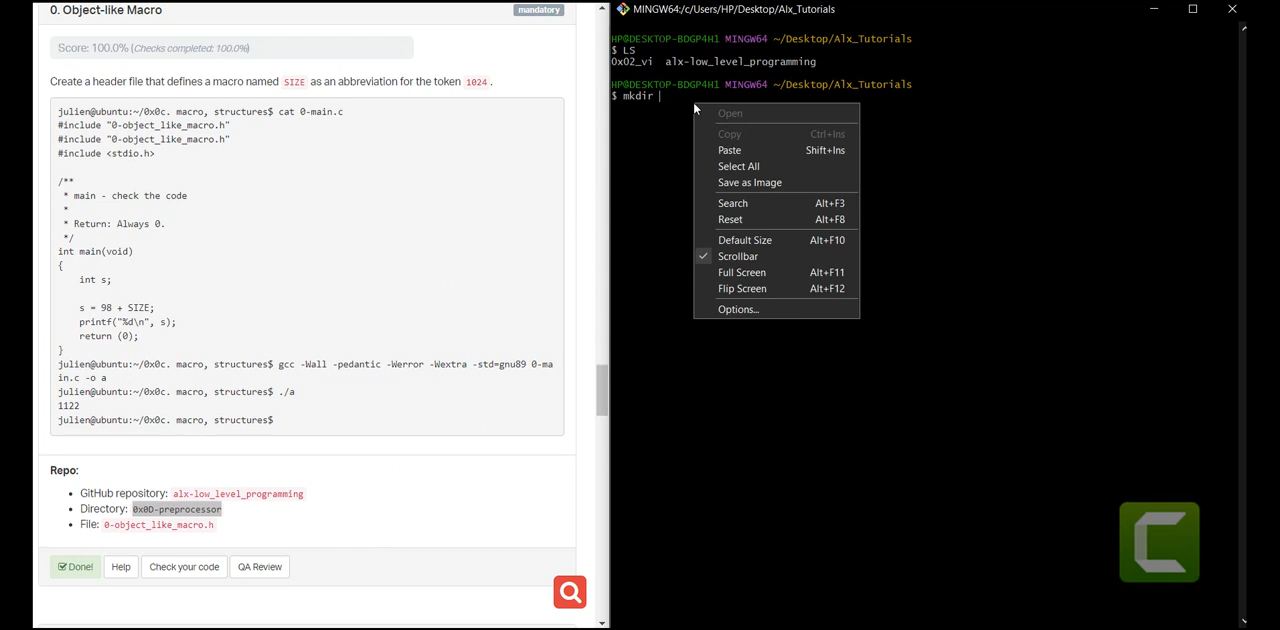 0. Object-like Macro
mandatory
Score: 100.0% (Checks completed: 100.0%)
Create a header file that defines a macro named SIZE as an abbreviation for the token 1024 .
julien@ubuntu:~/0x0c. macro, structures$ cat 0-main.c
#include "0-object_like_macro.h"
#include "0-object_like_macro.h"
#include <stdio.h>
/**
 * main - check the code
 *
 * Return: Always 0.
 */
int main(void)
{
    int s;
    s = 98 + SIZE;
    printf("%d\n", s);
    return (0);
}
julien@ubuntu:~/0x0c. macro, structures$ gcc -Wall -pedantic -Werror -Wextra -std=gnu89 0-ma
in.c -o a
julien@ubuntu:~/0x0c. macro, structures$ ./a
1122
julien@ubuntu:~/0x0c. macro, structures$
Repo:
GitHub repository: alx-low_level_programming
Directory: 0x0D-preprocessor
File: 0-object_like_macro.h
Done! Help Check your code QA Review
MINGW64:/c/Users/HP/Desktop/Alx_Tutorials
HP@DESKTOP-BDGP4H1 MINGW64 ~/Desktop/Alx_Tutorials
$ LS
0x02_vi  alx-low_level_programming
HP@DESKTOP-BDGP4H1 MINGW64 ~/Desktop/Alx_Tutorials
$ mkdir
Open
Copy Ctrl+Ins
Paste Shift+Ins
Select All
Save as Image
Search Alt+F3
Reset Alt+F8
Default Size Alt+F10
Scrollbar
Full Screen Alt+F11
Flip Screen Alt+F12
Options...